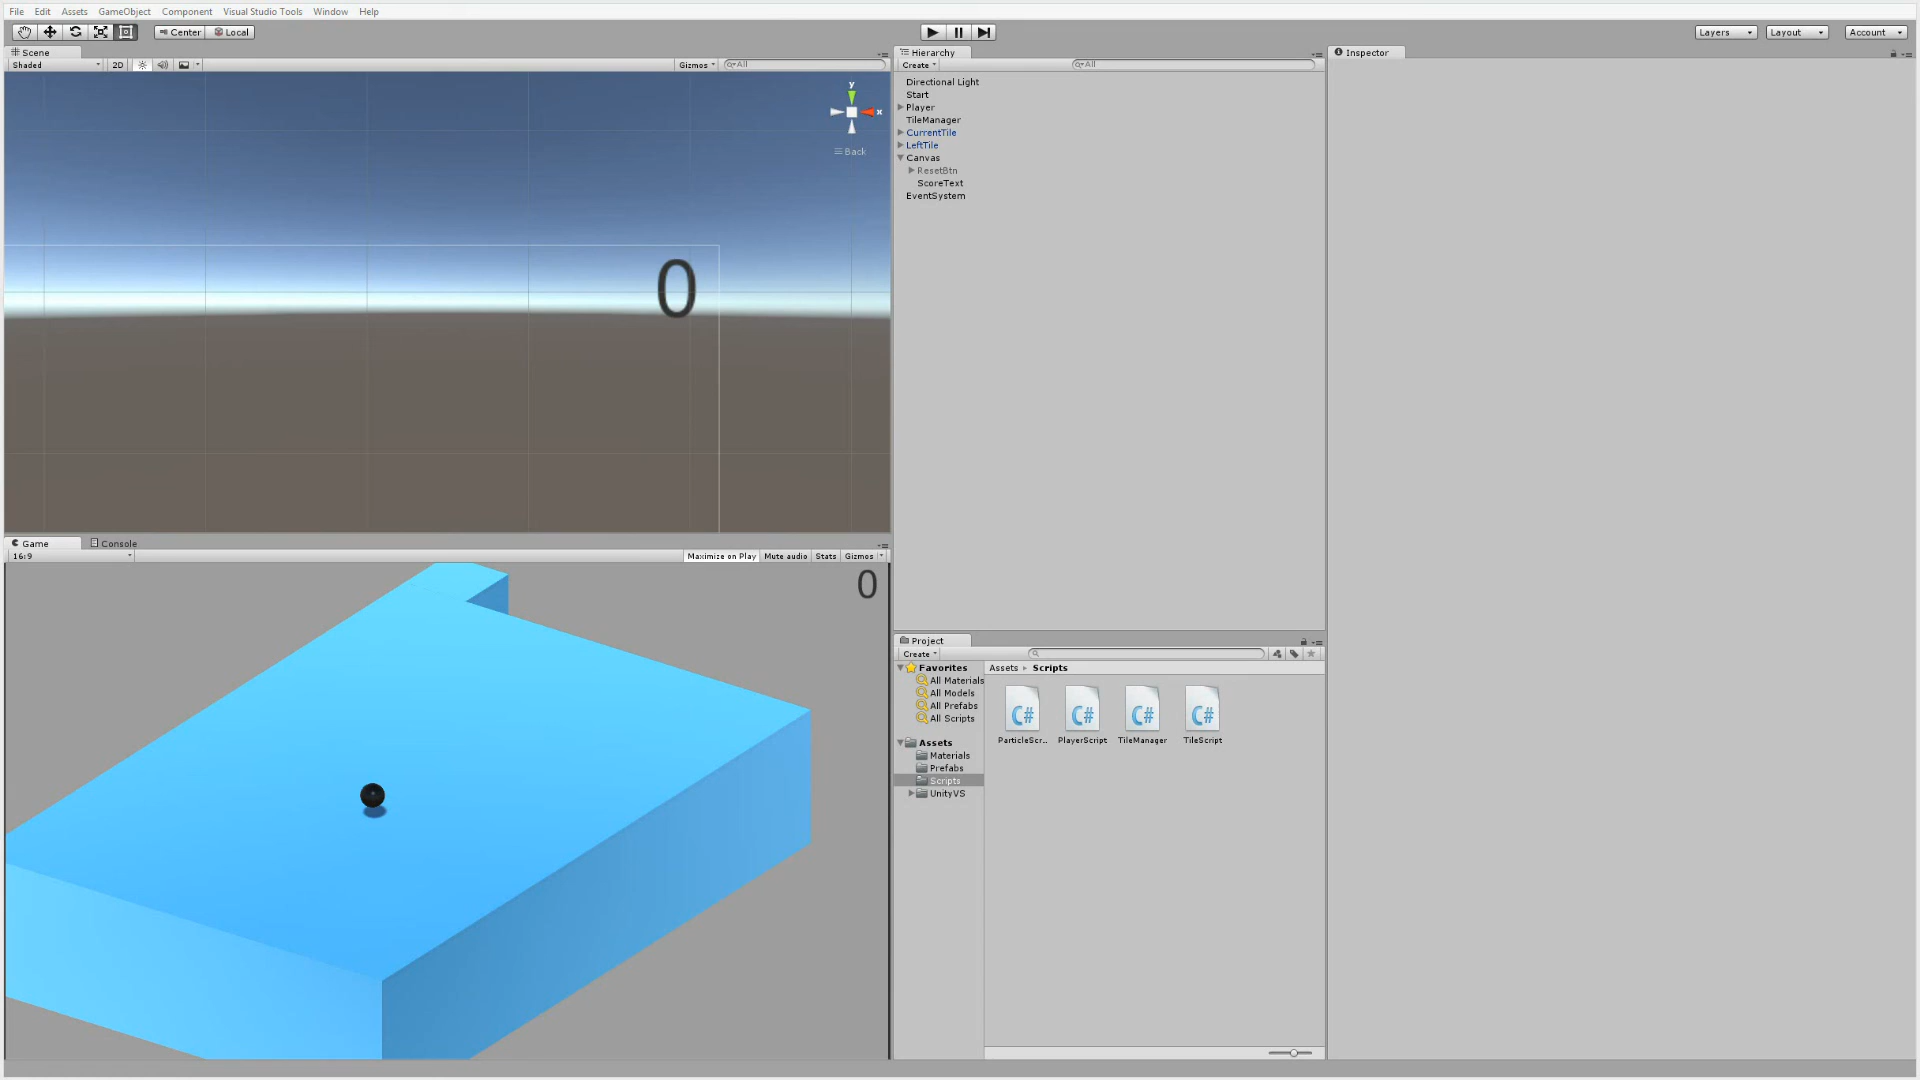 File Edit Assets GameObject Component Visual Studio Tools Window Help
Center Local
Layers Layout Account
Scene
Shaded 2D Gizmos All
y
x
Back
0
Game Console
16:9 Maximize on Play Mute audio Stats Gizmos
0
Hierarchy
Create All
Directional Light
Start
Player
TileManager
CurrentTile
LeftTile
Canvas
ResetBtn
ScoreText
EventSystem
Project
Create
Favorites
All Materials
All Models
All Prefabs
All Scripts
Assets
Materials
Prefabs
Scripts
UnityVS
Assets Scripts
C# C# C# C#
ParticleScr... PlayerScript TileManager TileScript
Inspector